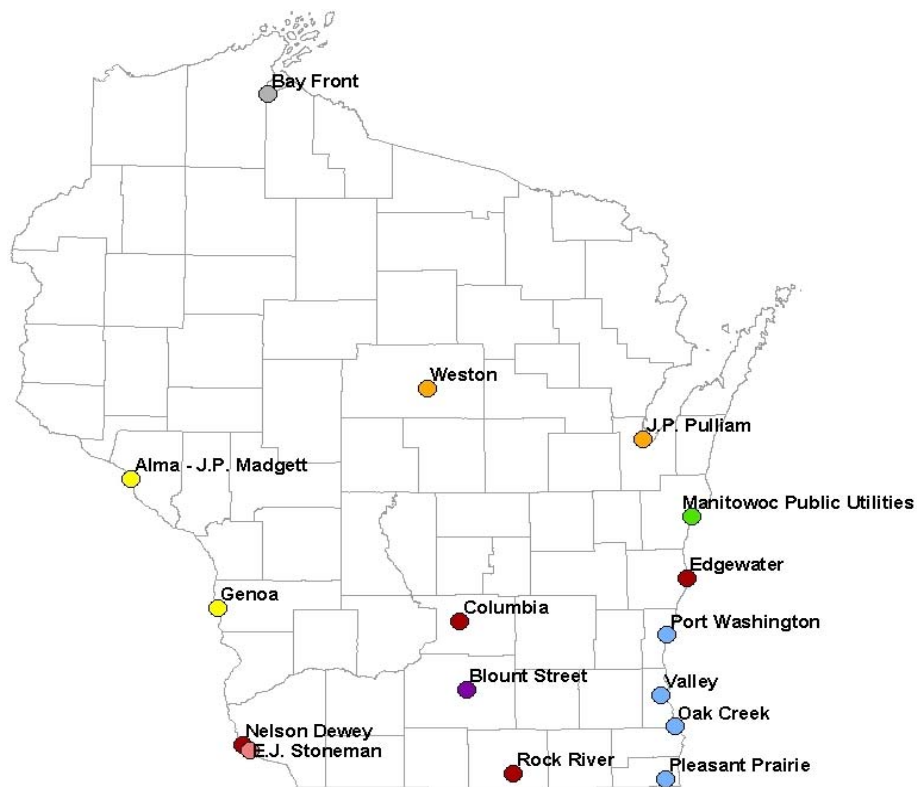 Bay Front
Weston
J.P. Pulliam
Alma - J.P. Madgett
Manitowoc Public Utilities
Edgewater
Genoa
Columbia
Port Washington
Blount Street
Valley
Oak Creek
Nelson Dewey
E.J. Stoneman
Rock River
Pleasant Prairie